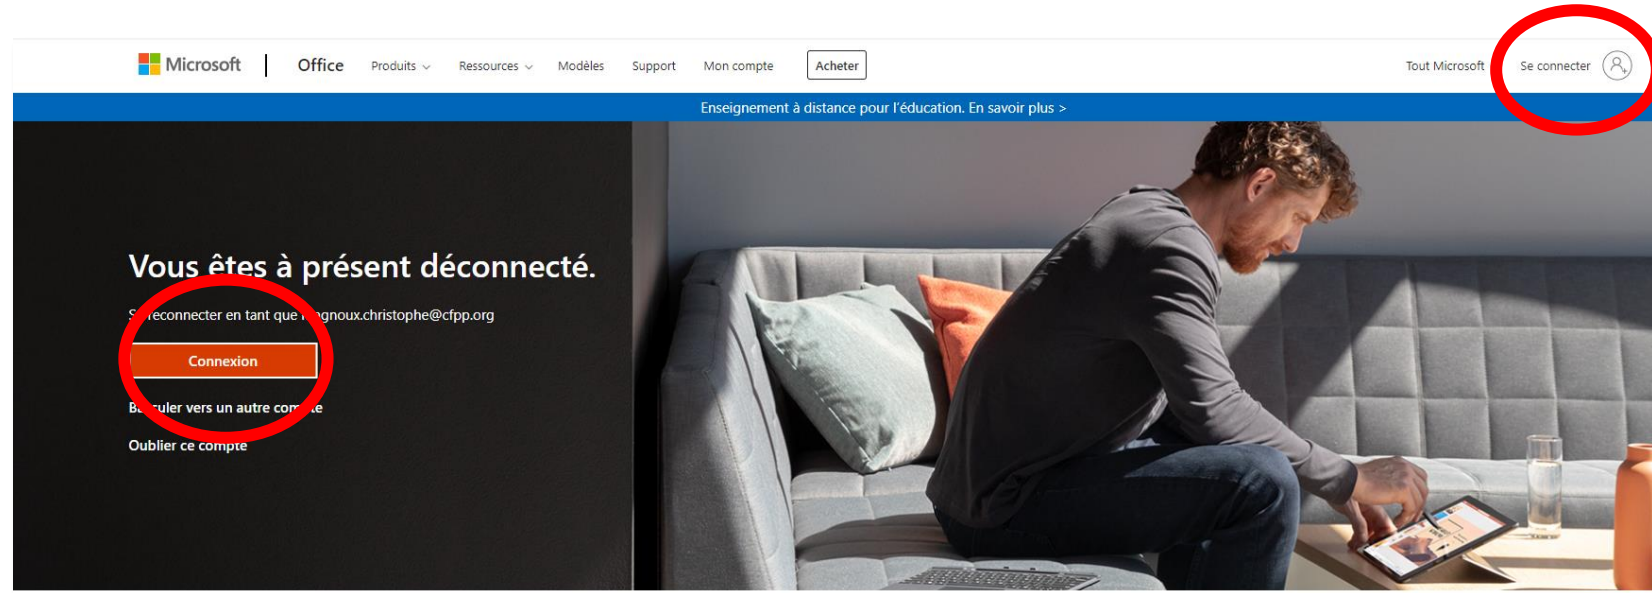 Microsoft
Office
Produits
Ressources
Modèles
Support
Mon compte
Acheter
Tout Microsoft
Se connecter
Enseignement à distance pour l'éducation. En savoir plus >
Vous êtes à présent déconnecté.
reconnecter en tant que
Connexion
vers un autre
Oublier ce compte